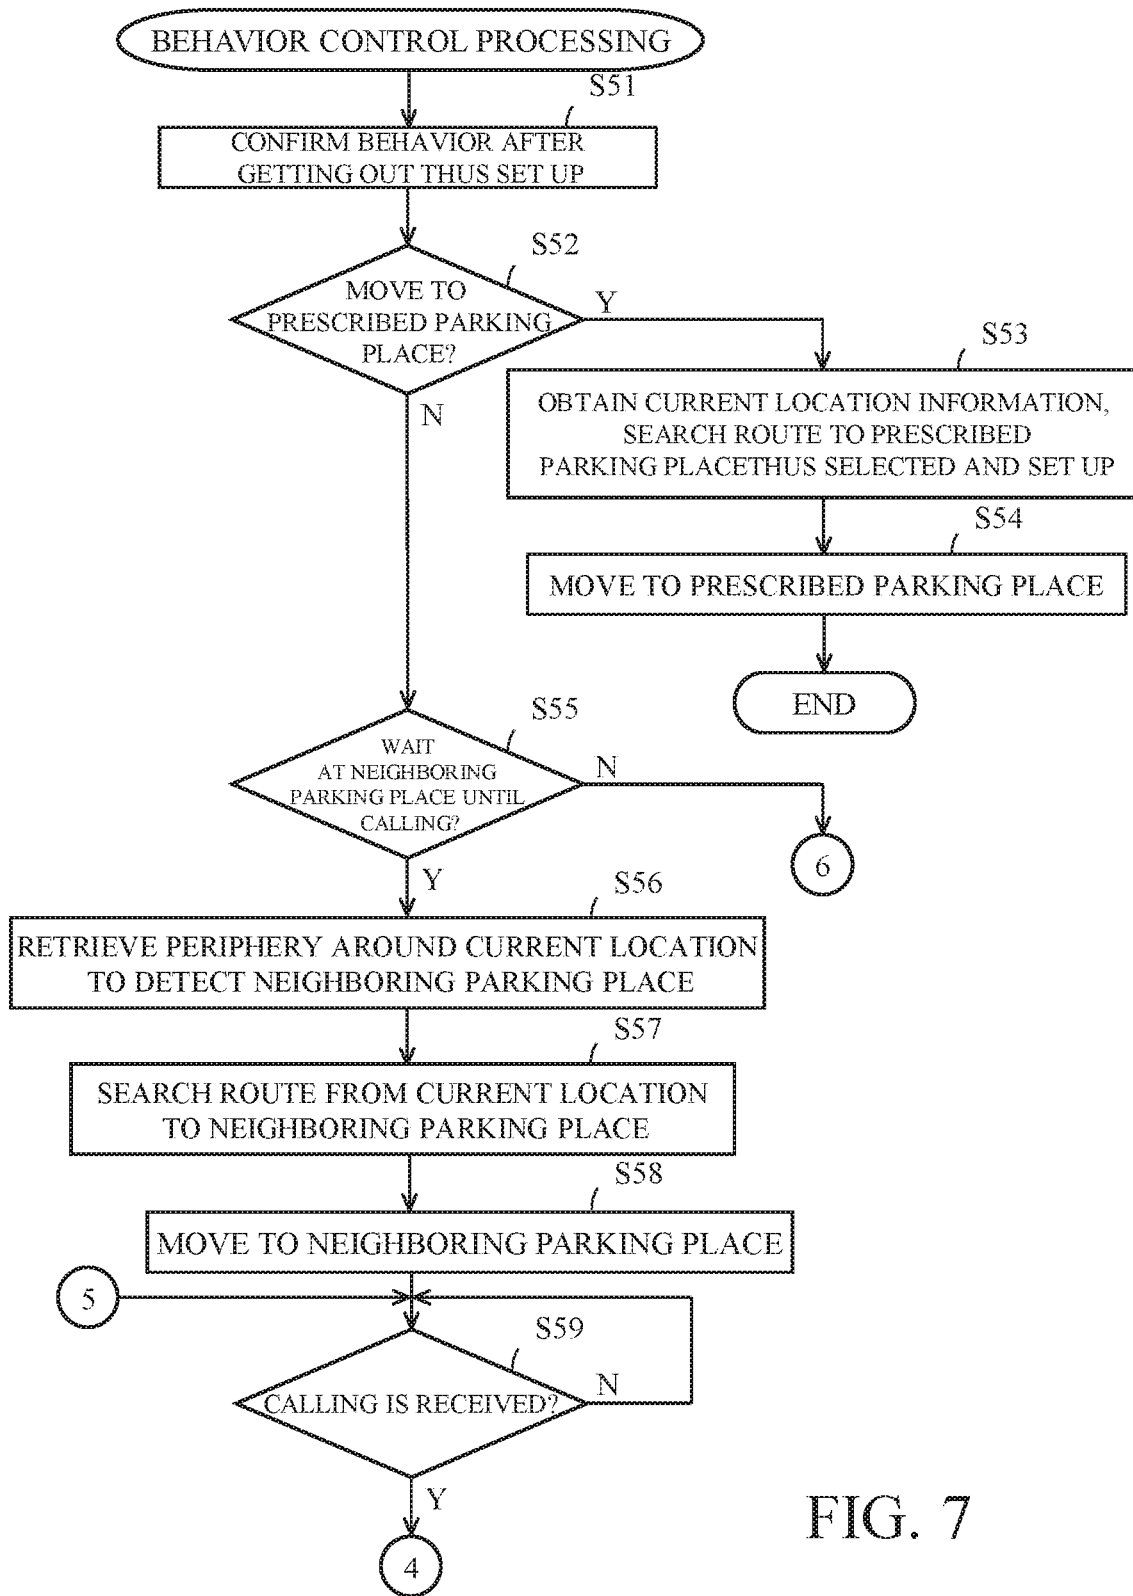 BEHAVIOR CONTROL PROCESSING
S51
CONFIRM BEHAVIOR AFTER
GETTING OUT THUS SET UP
S52
MOVE TO
PRESCRIBED PARKING
PLACE?
Y
N
S53
OBTAIN CURRENT LOCATION INFORMATION,
SEARCH ROUTE TO PRESCRIBED
PARKING PLACETHUS SELECTED AND SET UP
S54
MOVE TO PRESCRIBED PARKING PLACE
END
S55
WAIT
AT NEIGHBORING
PARKING PLACE UNTIL
CALLING?
N
6
Y
S56
RETRIEVE PERIPHERY AROUND CURRENT LOCATION
TO DETECT NEIGHBORING PARKING PLACE
S57
SEARCH ROUTE FROM CURRENT LOCATION
TO NEIGHBORING PARKING PLACE
S58
MOVE TO NEIGHBORING PARKING PLACE
5
S59
CALLING IS RECEIVED?
N
Y
4
FIG. 7